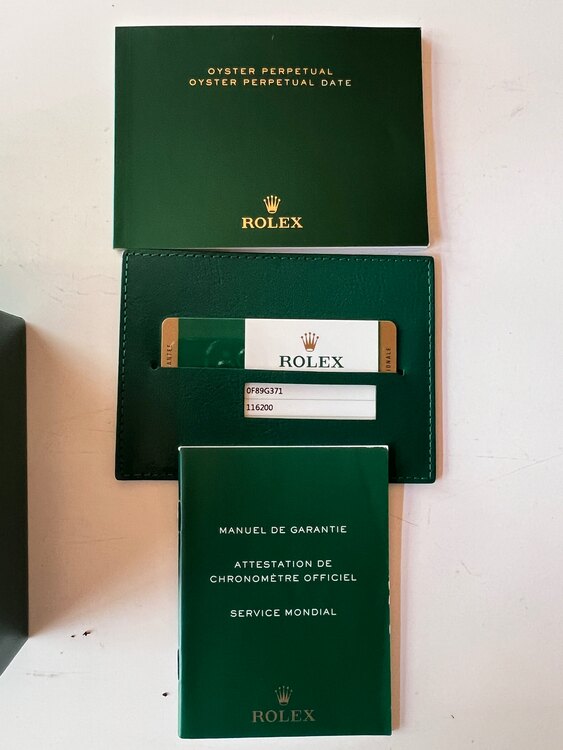 OYSTER PERPETUAL
OYSTER PERPETUAL DATE
ROLEX
ROLEX
0F89G371
116200
MANUEL DE GARANTIE
ATTESTATION DE
CHRONOMÈTRE OFFICIEL
SERVICE MONDIAL
ROLEX